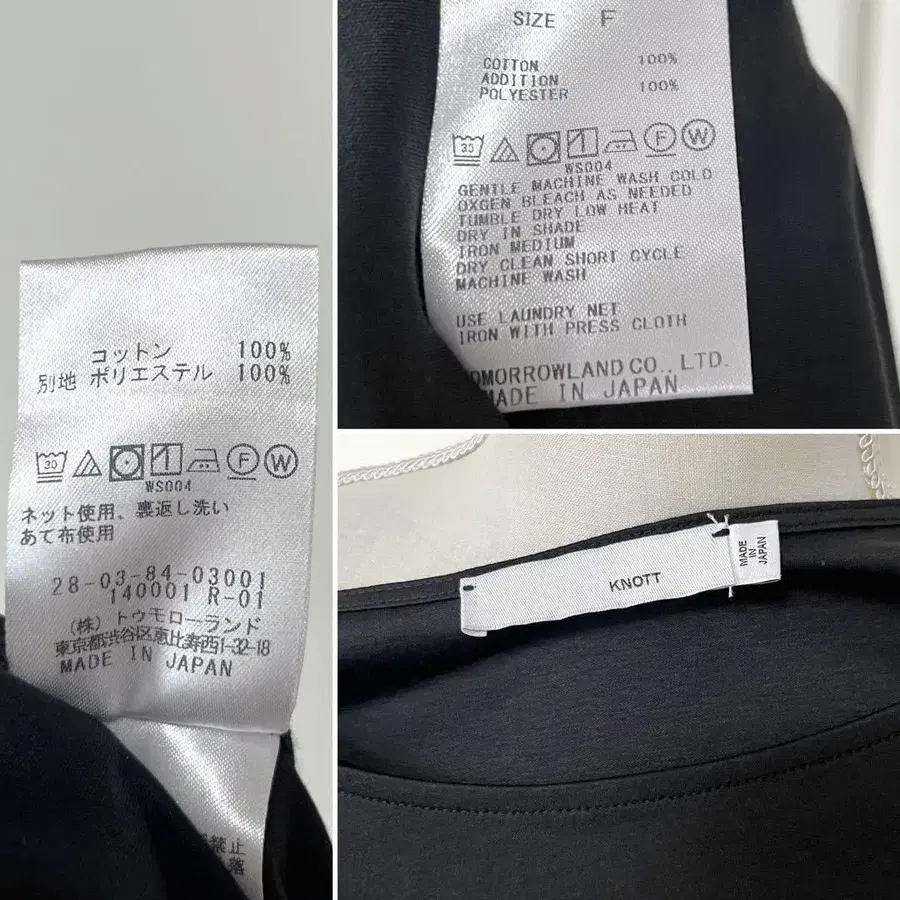 コットン 100%
別地 ポリエステル 100%
30 F W
WS004
ネット使用、裏返し洗い
あて布使用
28-03-84-03001
140001 R-01
(株) トゥモローランド
東京都渋谷区恵比寿西1-32-18
MADE IN JAPAN
禁止
落
SIZE F
COTTON 100%
ADDITION
POLYESTER 100%
30 F W
WS004
GENTLE MACHINE WASH COLD
OXGEN BLEACH AS NEEDED
TUMBLE DRY LOW HEAT
DRY IN SHADE
IRON MEDIUM
DRY CLEAN SHORT CYCLE
MACHINE WASH
USE LAUNDRY NET
IRON WITH PRESS CLOTH
TOMORROWLAND CO., LTD.
MADE IN JAPAN
KNOTT
MADE
IN
JAPAN